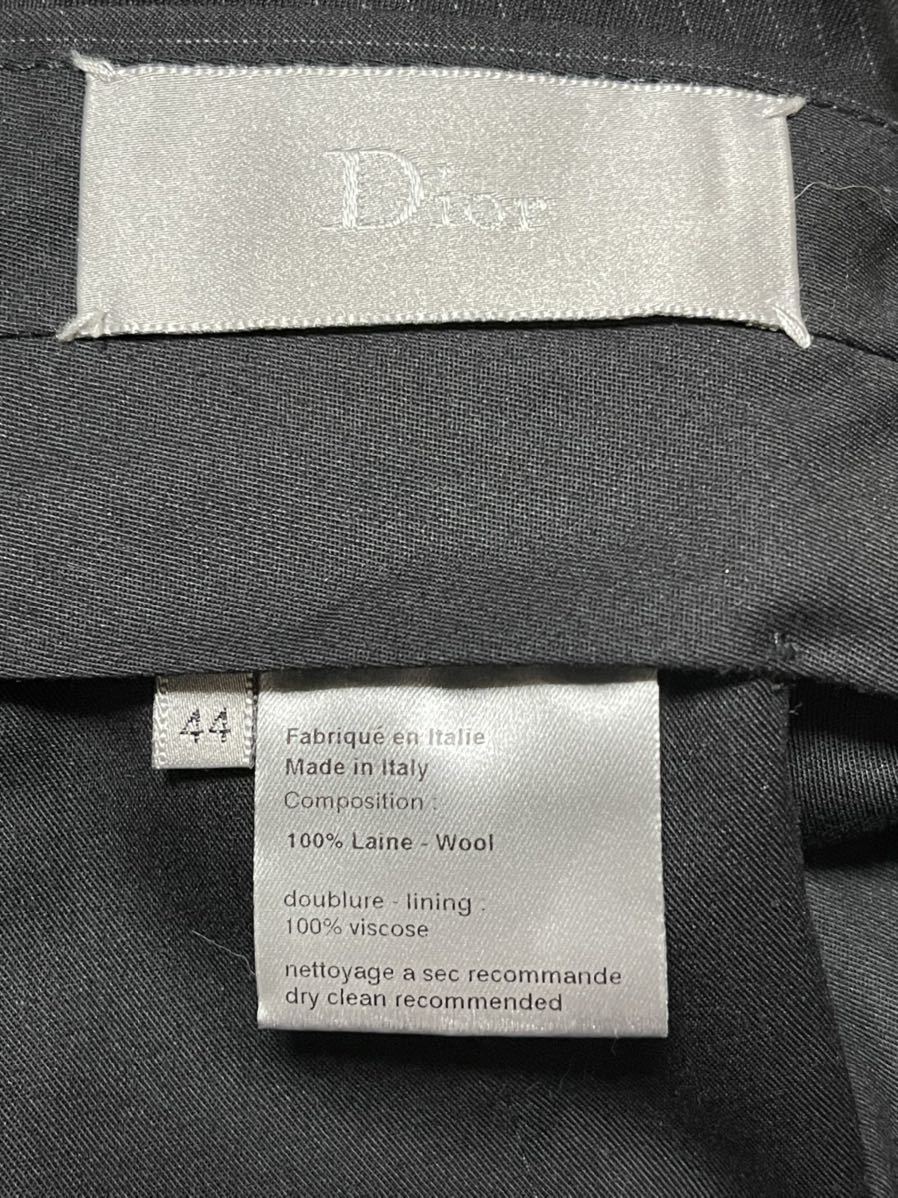 Dior
44
Fabriqué en Italie
Made in Italy
Composition :
100% Laine - Wool
doublure - lining :
100% viscose
nettoyage a sec recommande
dry clean recommended